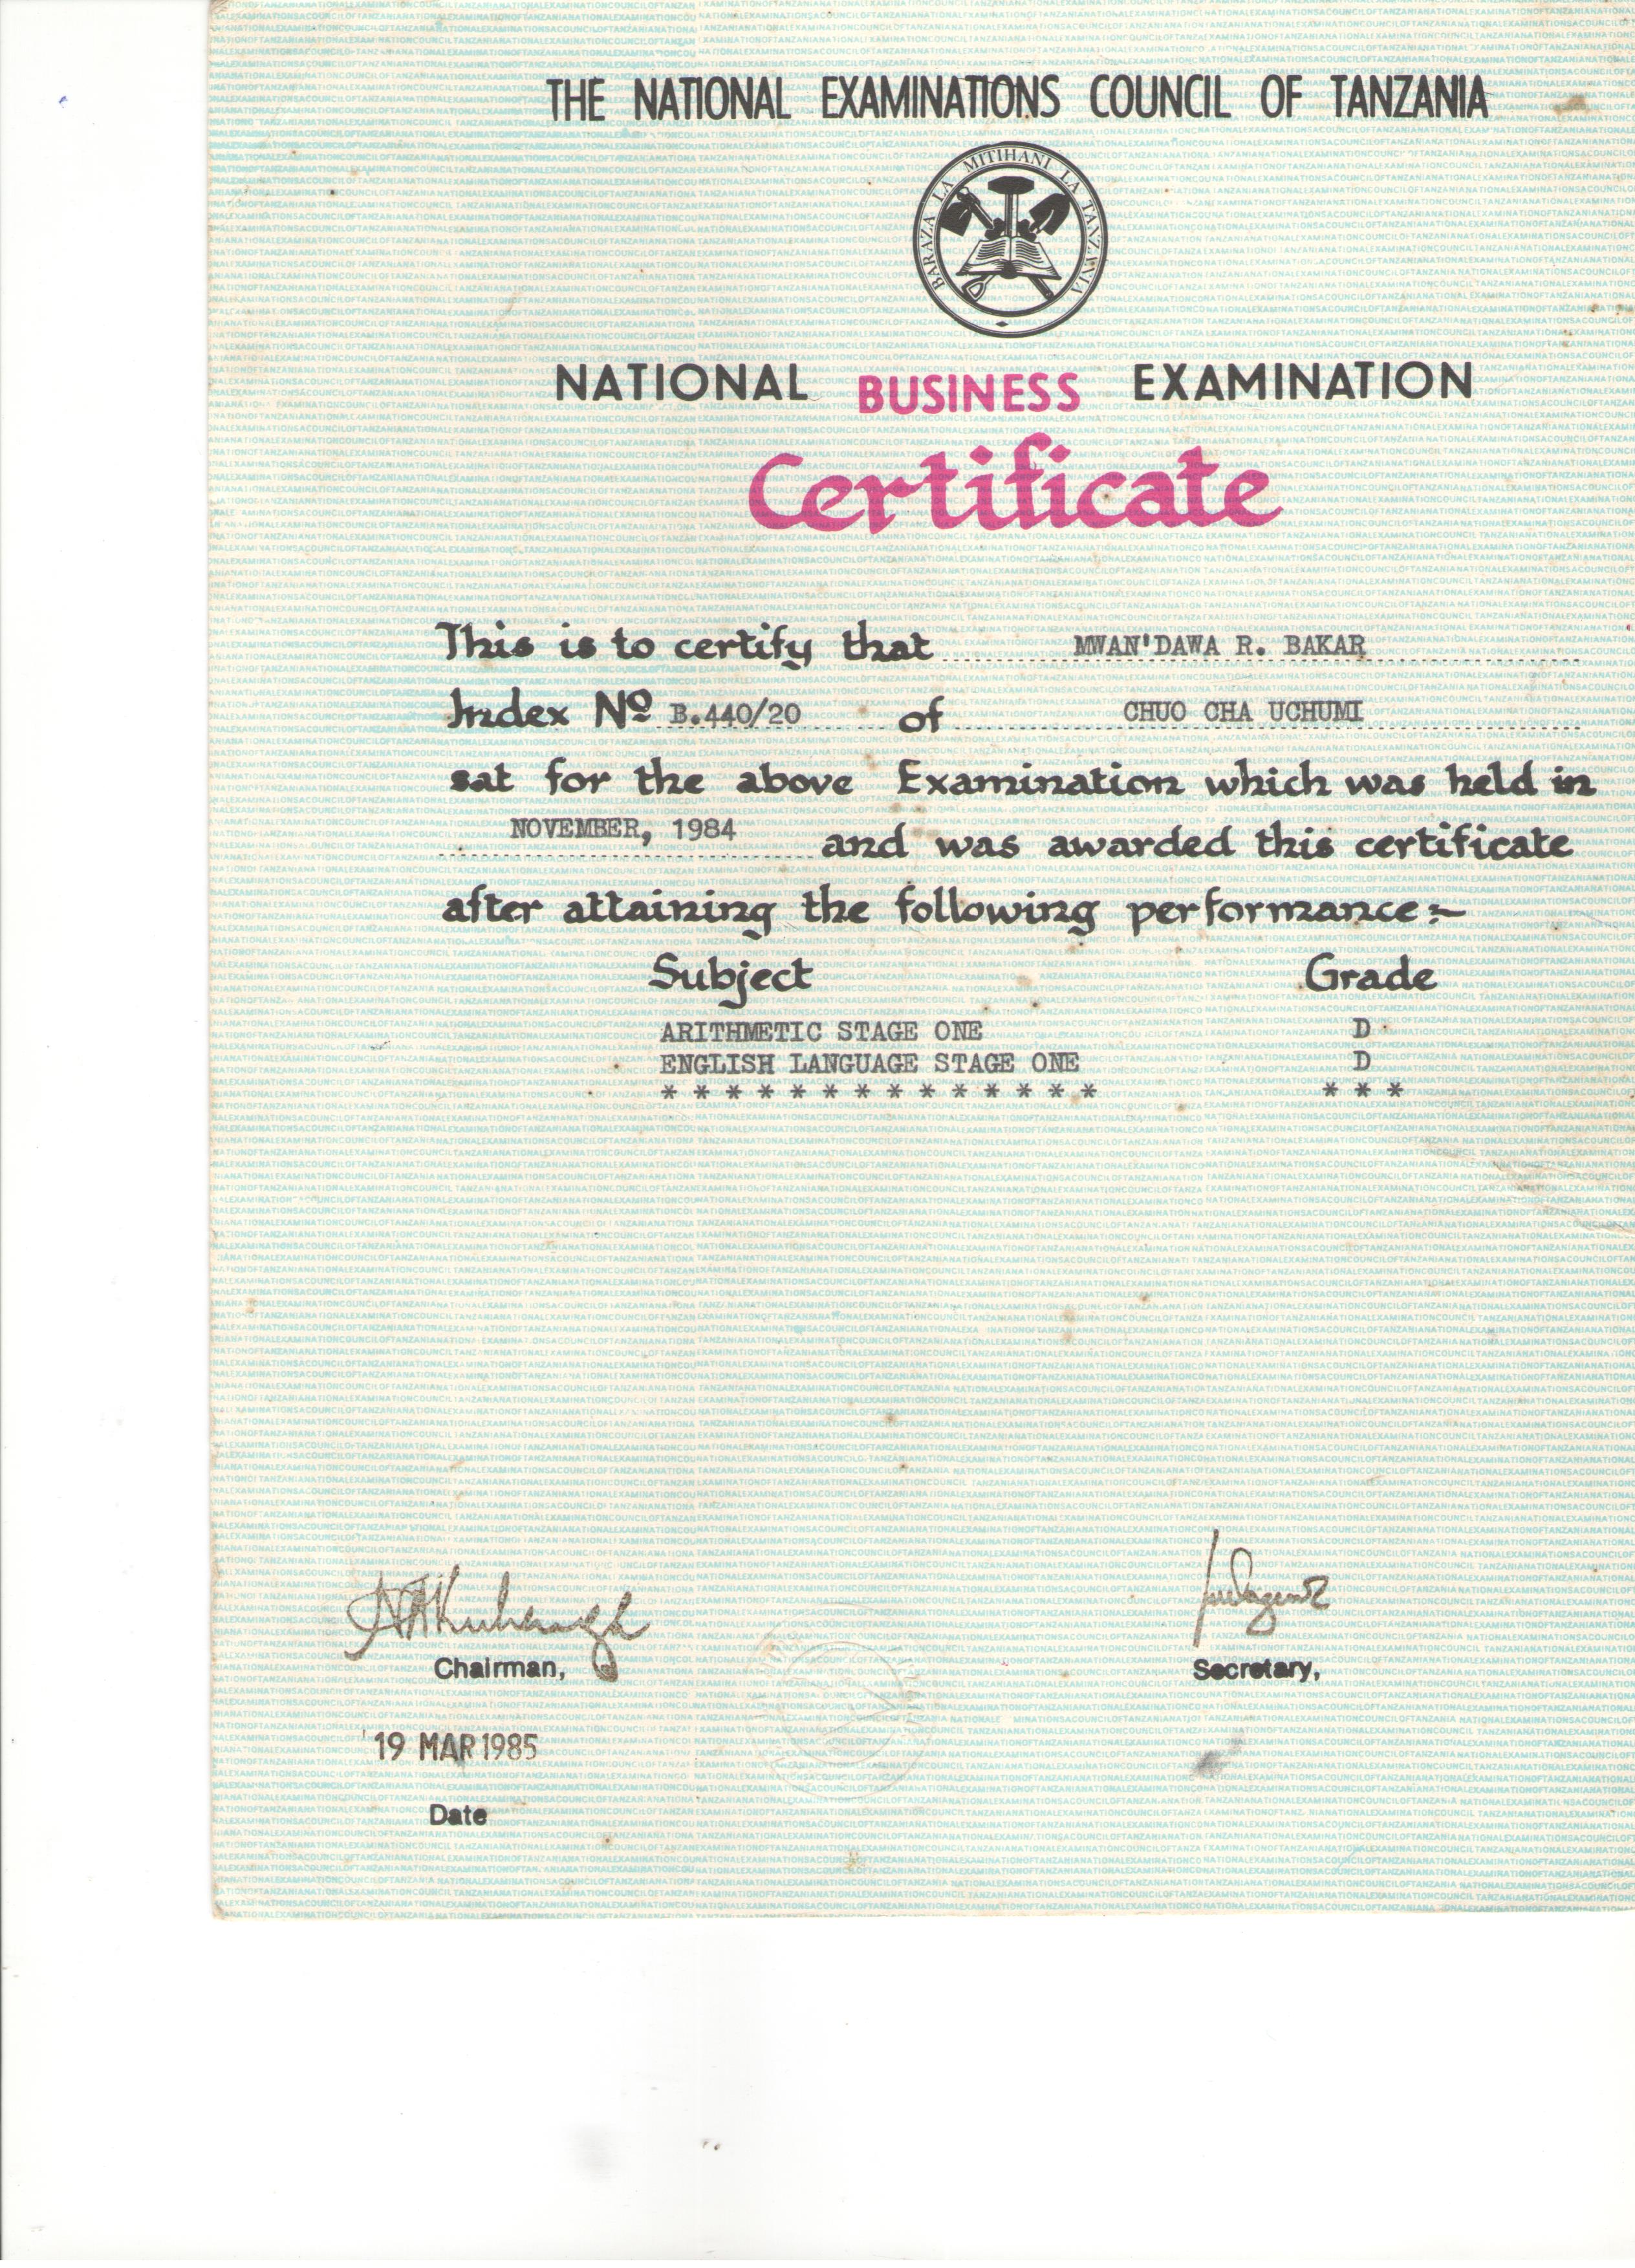 THE NATIONAL EXAMINATIONS COUNCIL OF TANZANIA
BARAZA LA MITIHANI LA TANZANIA
NATIONAL BUSINESS EXAMINATION
Certificate
This is to certify that MWAN'DAWA R. BAKAR
Index Nº B.440/20 of CHUO CHA UCHUMI
sat for the above Examination which was held in
NOVEMBER, 1984 and was awarded this certificate
after attaining the following performance:-
Subject Grade
ARITHMETIC STAGE ONE D
ENGLISH LANGUAGE STAGE ONE D
* * * * * * * * * * * * * * * * *
Chairman, Secretary,
19 MAR 1985
Date